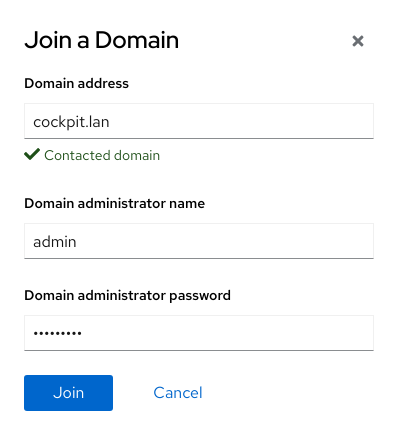 Join a Domain
Domain address
cockpit.lan
Contacted domain
Domain administrator name
admin
Domain administrator password
•••••••••
Join Cancel